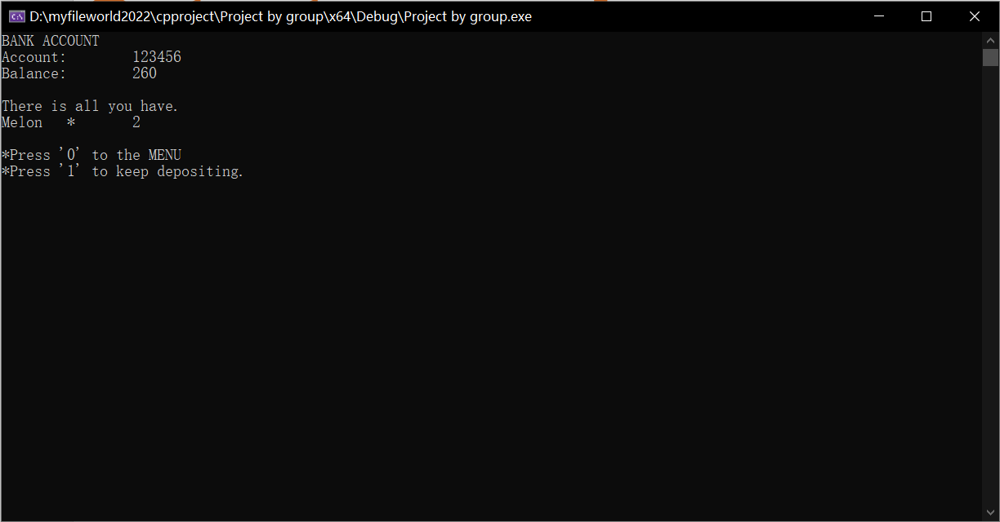 D:\myfileworld2022\cpproject\Project by group\x64\Debug\Project by group.exe
BANK ACCOUNT
Account: 123456
Balance: 260
There is all you have.
Melon * 2
*Press '0' to the MENU
*Press '1' to keep depositing.